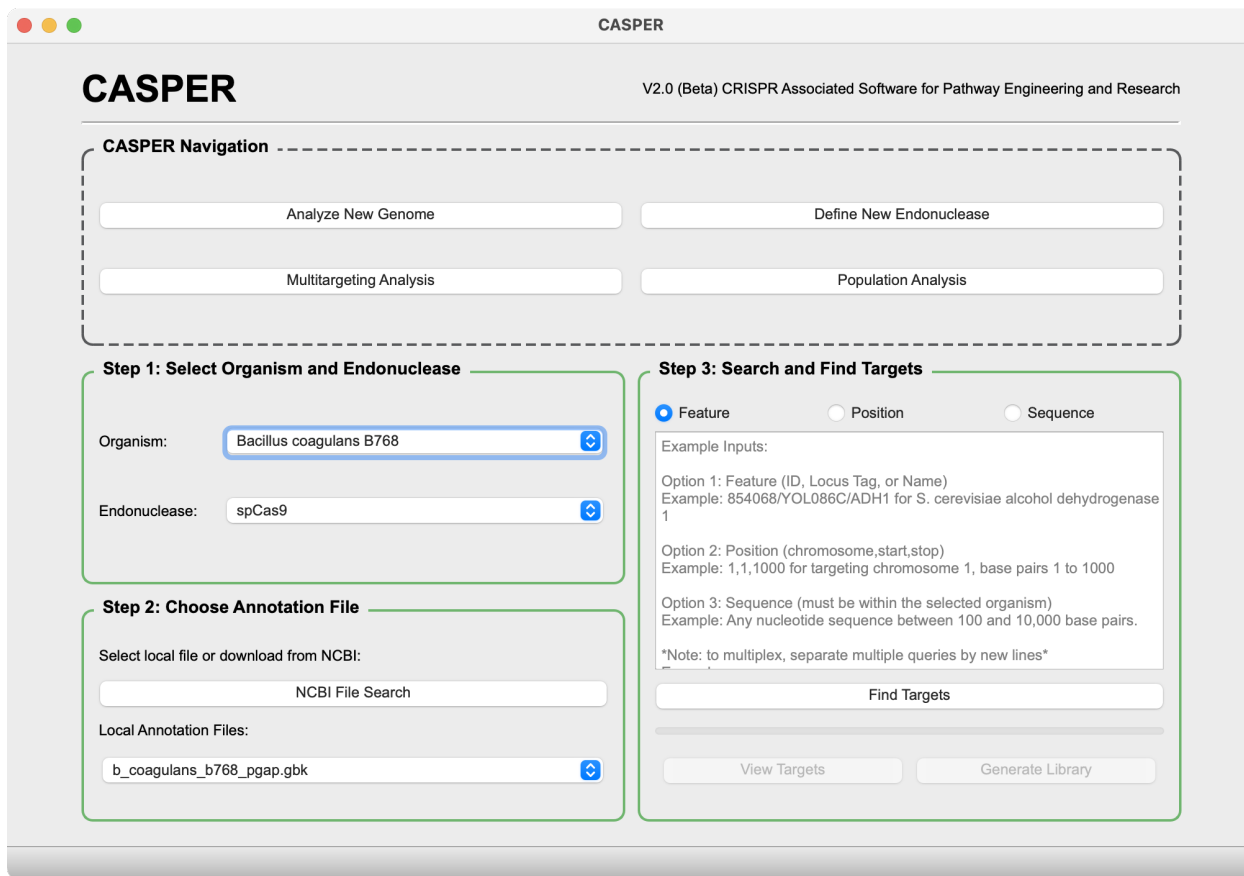 CASPER
CASPER
V2.0 (Beta) CRISPR Associated Software for Pathway Engineering and Research
CASPER Navigation
Analyze New Genome
Define New Endonuclease
Multitargeting Analysis
Population Analysis
Step 1: Select Organism and Endonuclease
Organism:
Bacillus coagulans B768
Endonuclease:
spCas9
Step 2: Choose Annotation File
Select local file or download from NCBI:
NCBI File Search
Local Annotation Files:
b_coagulans_b768_pgap.gbk
Step 3: Search and Find Targets
Feature
Position
Sequence
Example Inputs:
Option 1: Feature (ID, Locus Tag, or Name)
Example: 854068/YOL086C/ADH1 for S. cerevisiae alcohol dehydrogenase
1
Option 2: Position (chromosome,start,stop)
Example: 1,1,1000 for targeting chromosome 1, base pairs 1 to 1000
Option 3: Sequence (must be within the selected organism)
Example: Any nucleotide sequence between 100 and 10,000 base pairs.
*Note: to multiplex, separate multiple queries by new lines*
Find Targets
View Targets
Generate Library